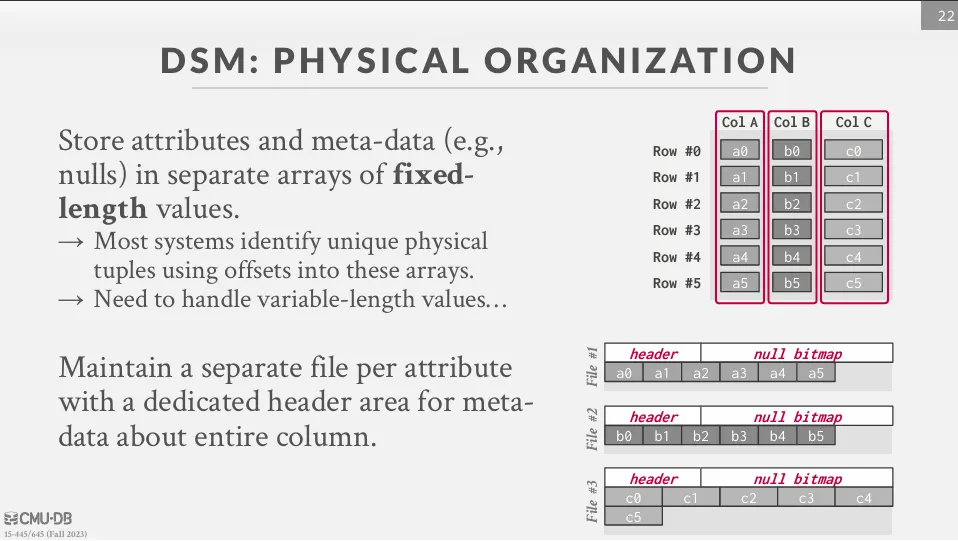 22
DSM: PHYSICAL ORGANIZATION
Store attributes and meta-data (e.g.,
nulls) in separate arrays of fixed-
length values.
→ Most systems identify unique physical
tuples using offsets into these arrays.
→ Need to handle variable-length values…
Maintain a separate file per attribute
with a dedicated header area for meta-
data about entire column.
Col A Col B Col C
Row #0 a0 b0 c0
Row #1 a1 b1 c1
Row #2 a2 b2 c2
Row #3 a3 b3 c3
Row #4 a4 b4 c4
Row #5 a5 b5 c5
File #1
header null bitmap
a0 a1 a2 a3 a4 a5
File #2
header null bitmap
b0 b1 b2 b3 b4 b5
File #3
header null bitmap
c0 c1 c2 c3 c4
c5
CMU·DB
15-445/645 (Fall 2023)